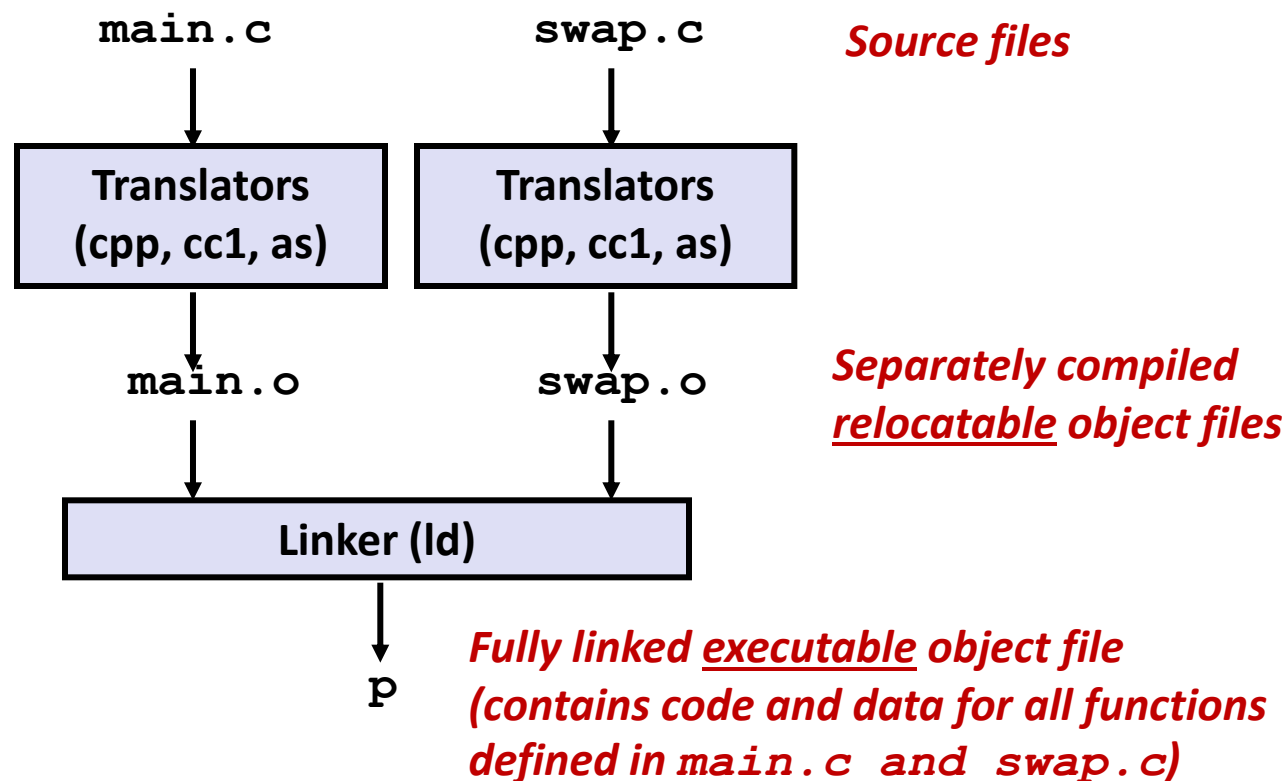 main.c swap.c Source files
Translators Translators
(cpp, cc1, as) (cpp, cc1, as)
main.o swap.o Separately compiled
relocatable object files
Linker (ld)
p Fully linked executable object file
(contains code and data for all functions
defined in main.c and swap.c)